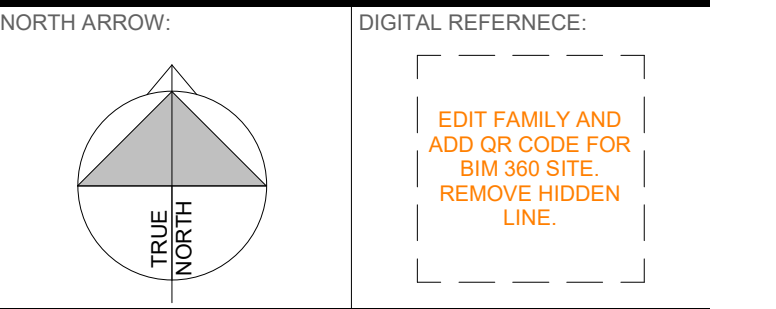 NORTH ARROW:
TRUE
NORTH
DIGITAL REFERNECE:
EDIT FAMILY AND
ADD QR CODE FOR
BIM 360 SITE.
REMOVE HIDDEN
LINE.